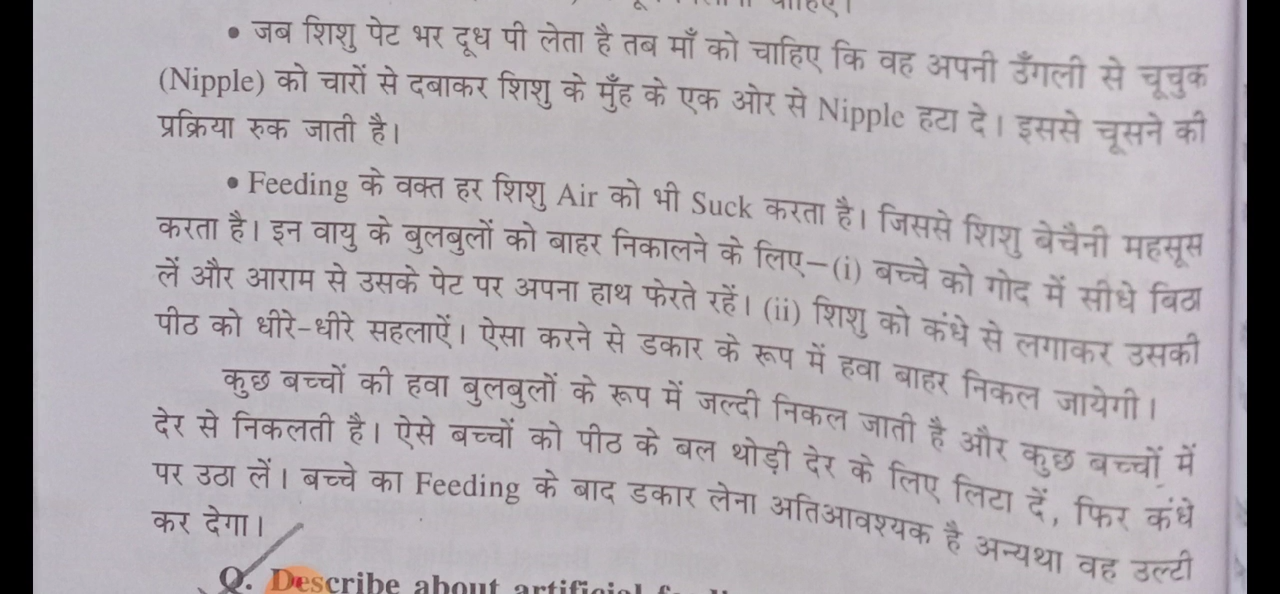 चाहिए।
• जब शिशु पेट भर दूध पी लेता है तब माँ को चाहिए कि वह अपनी उँगली से चूचुक
(Nipple) को चारों से दबाकर शिशु के मुँह के एक ओर से Nipple हटा दे। इससे चूसने की
प्रक्रिया रुक जाती है।
• Feeding के वक्त हर शिशु Air को भी Suck करता है। जिससे शिशु बेचैनी महसूस
करता है। इन वायु के बुलबुलों को बाहर निकालने के लिए–(i) बच्चे को गोद में सीधे बिठा
लें और आराम से उसके पेट पर अपना हाथ फेरते रहें। (ii) शिशु को कंधे से लगाकर उसकी
पीठ को धीरे-धीरे सहलाऐं। ऐसा करने से डकार के रूप में हवा बाहर निकल जायेगी।
कुछ बच्चों की हवा बुलबुलों के रूप में जल्दी निकल जाती है और कुछ बच्चों में
देर से निकलती है। ऐसे बच्चों को पीठ के बल थोड़ी देर के लिए लिटा दें, फिर कंधे
पर उठा लें। बच्चे का Feeding के बाद डकार लेना अतिआवश्यक है अन्यथा वह उल्टी
कर देगा।
Q. Describe about artificial